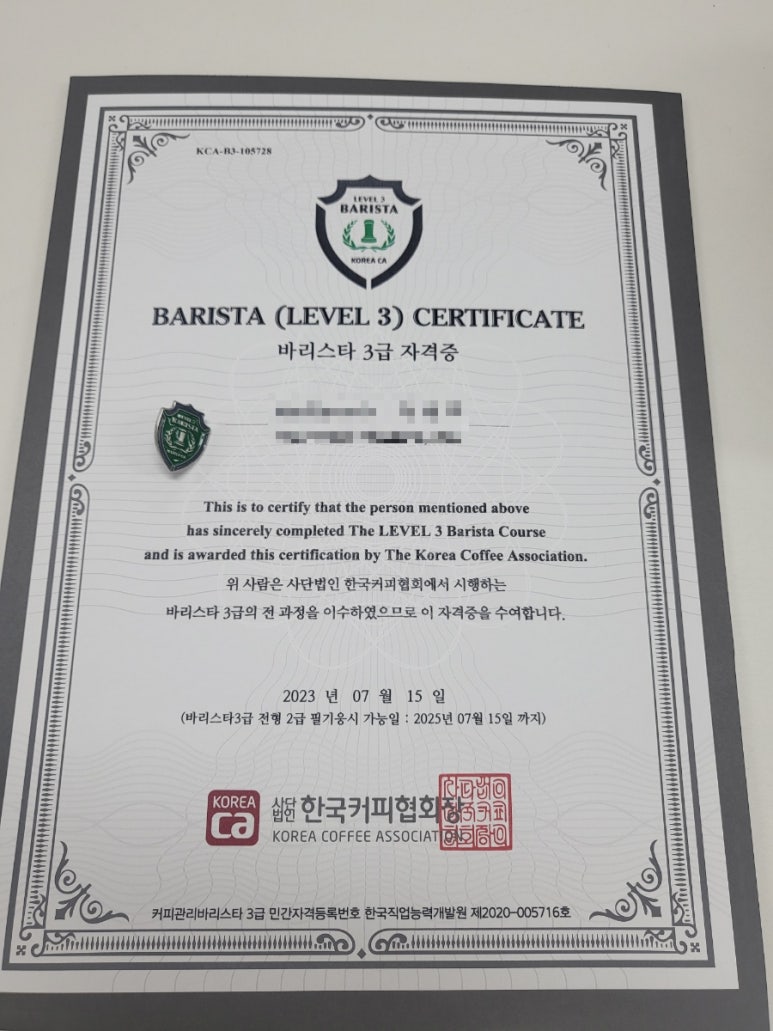 KCA-B3-105728
LEVEL 3
BARISTA
KOREA CA
BARISTA (LEVEL 3) CERTIFICATE
바리스타 3급 자격증
BARISTA
This is to certify that the person mentioned above
has sincerely completed The LEVEL 3 Barista Course
and is awarded this certification by The Korea Coffee Association.
위 사람은 사단법인 한국커피협회에서 시행하는
바리스타 3급의 전 과정을 이수하였으므로 이 자격증을 수여합니다.
2023 년 07 월 15 일
(바리스타3급 전형 2급 필기응시 가능일 : 2025년 07월 15일 까지)
KOREA
ca
사단법인 한국커피협회장
KOREA COFFEE ASSOCIATION
커피관리바리스타 3급 민간자격등록번호 한국직업능력개발원 제2020-005716호